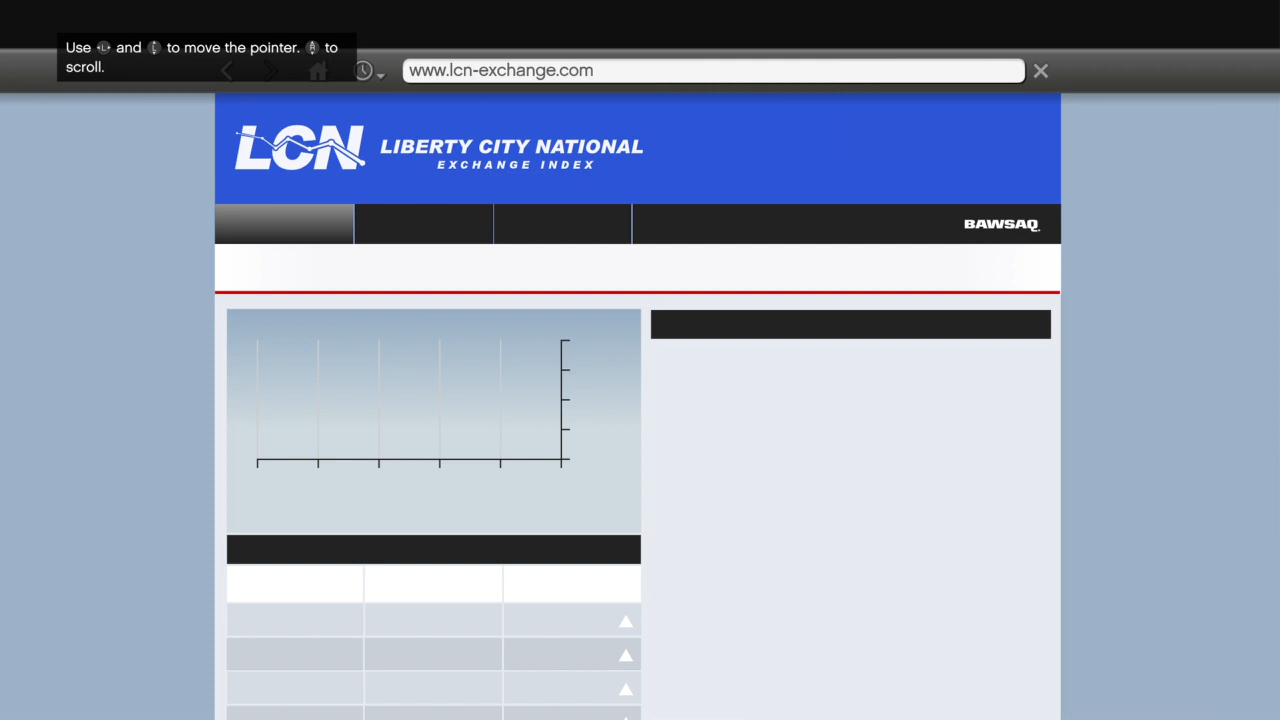 Use L and L to move the pointer. R to
scroll.
www.lcn-exchange.com
LCN
LIBERTY CITY NATIONAL
EXCHANGE INDEX
BAWSAQ